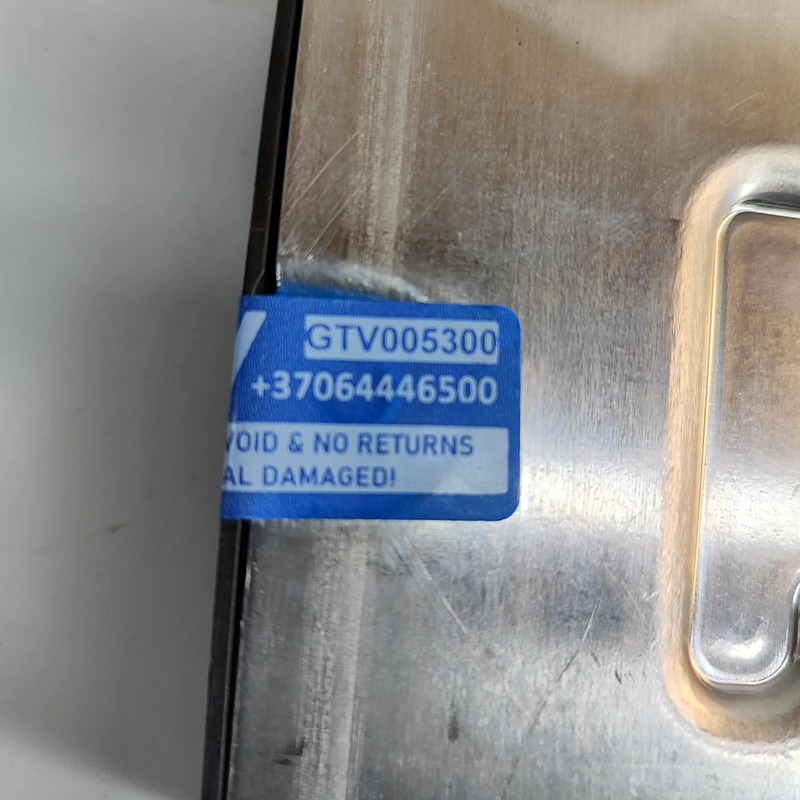 GTV005300
+37064446500
VOID & NO RETURNS
AL DAMAGED!